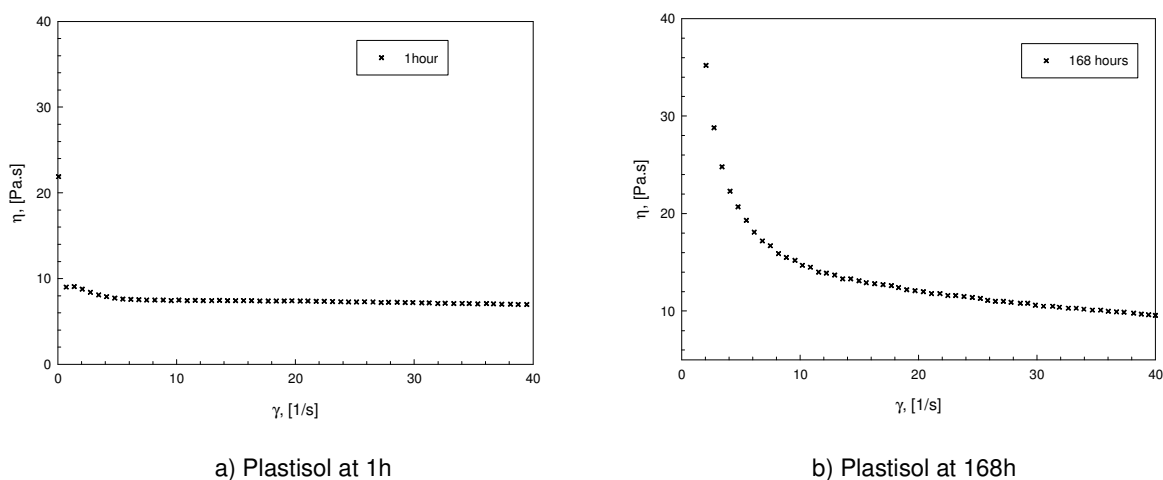 40
30
20
10
0
η, [Pa.s]
1hour
0 10 20 30 40
γ, [1/s]
a) Plastisol at 1h
40
30
20
10
η, [Pa.s]
168 hours
0 10 20 30 40
γ, [1/s]
b) Plastisol at 168h